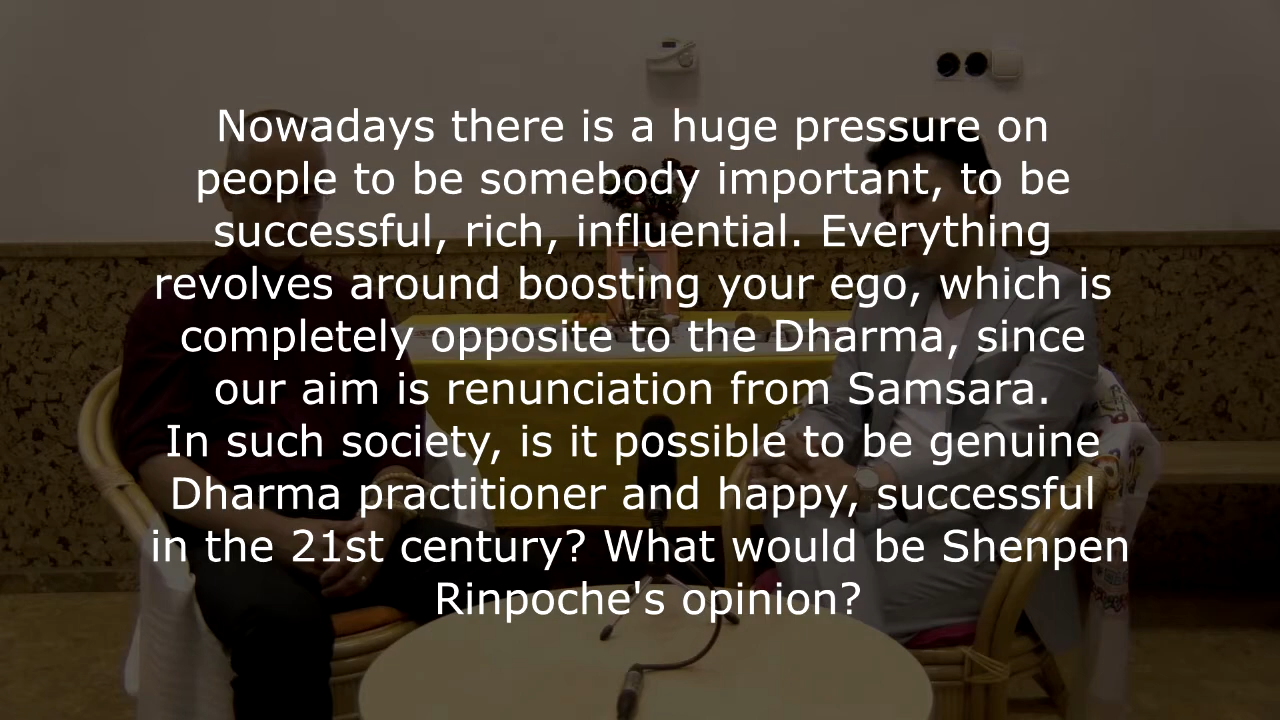 Nowadays there is a huge pressure on
people to be somebody important, to be
successful, rich, influential. Everything
revolves around boosting your ego, which is
completely opposite to the Dharma, since
our aim is renunciation from Samsara.
In such society, is it possible to be genuine
Dharma practitioner and happy, successful
in the 21st century? What would be Shenpen
Rinpoche's opinion?